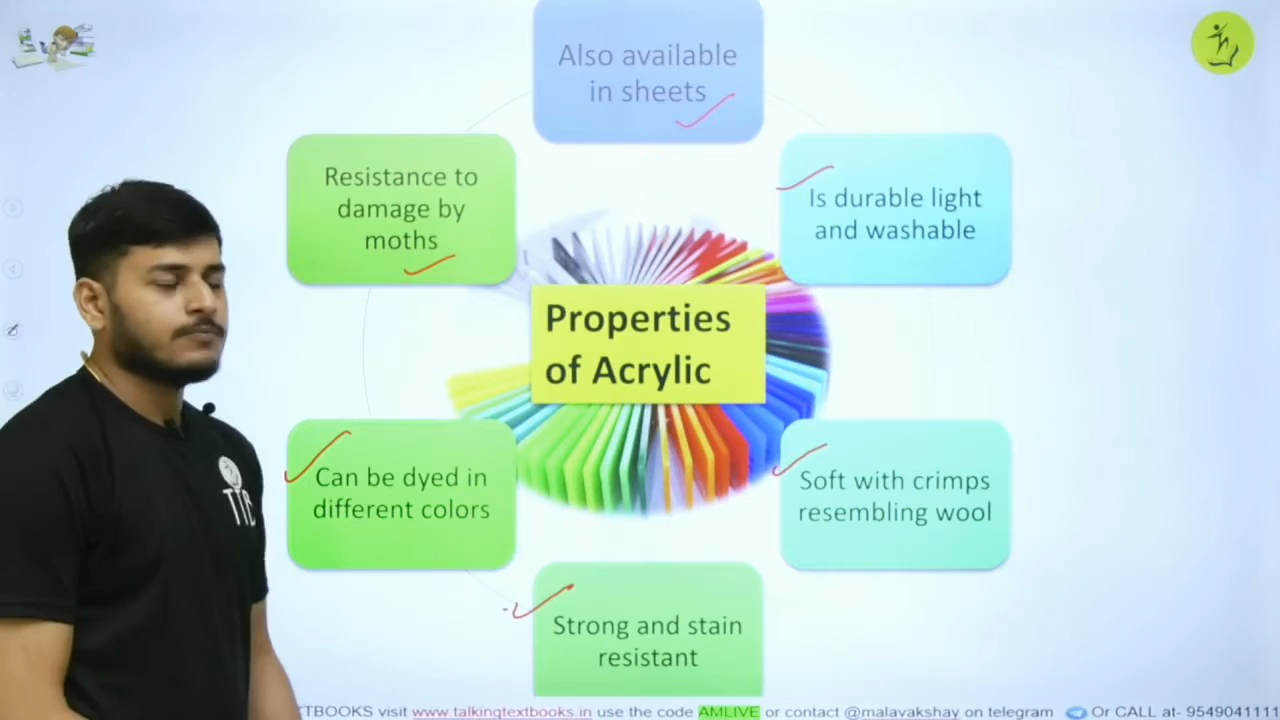 Also available
in sheets
Resistance to
damage by
moths
Is durable light
and washable
Properties
of Acrylic
Can be dyed in
different colors
Soft with crimps
resembling wool
Strong and stain
resistant
TTB
TBOOKS visit www.talkingtextbooks.in use the code AMLIVE or contact @malavakshay on telegram Or CALL at- 9549041111